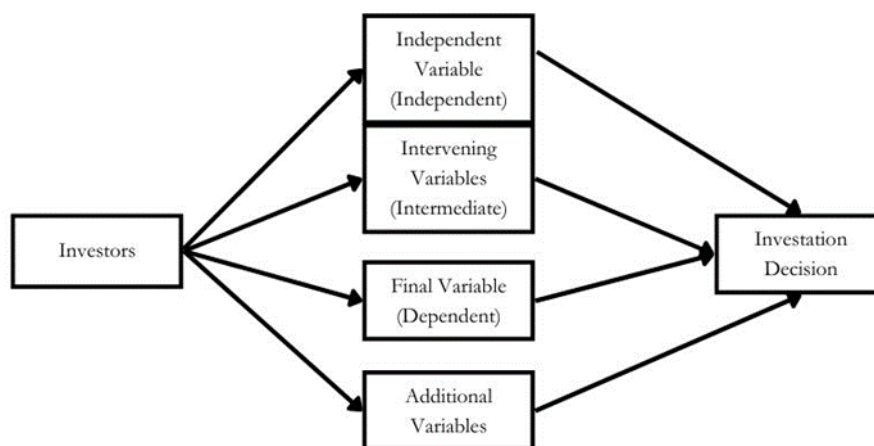 Independent
Variable
(Independent)
Intervening
Variables
(Intermediate)
Investors
Investation
Decision
Final Variable
(Dependent)
Additional
Variables